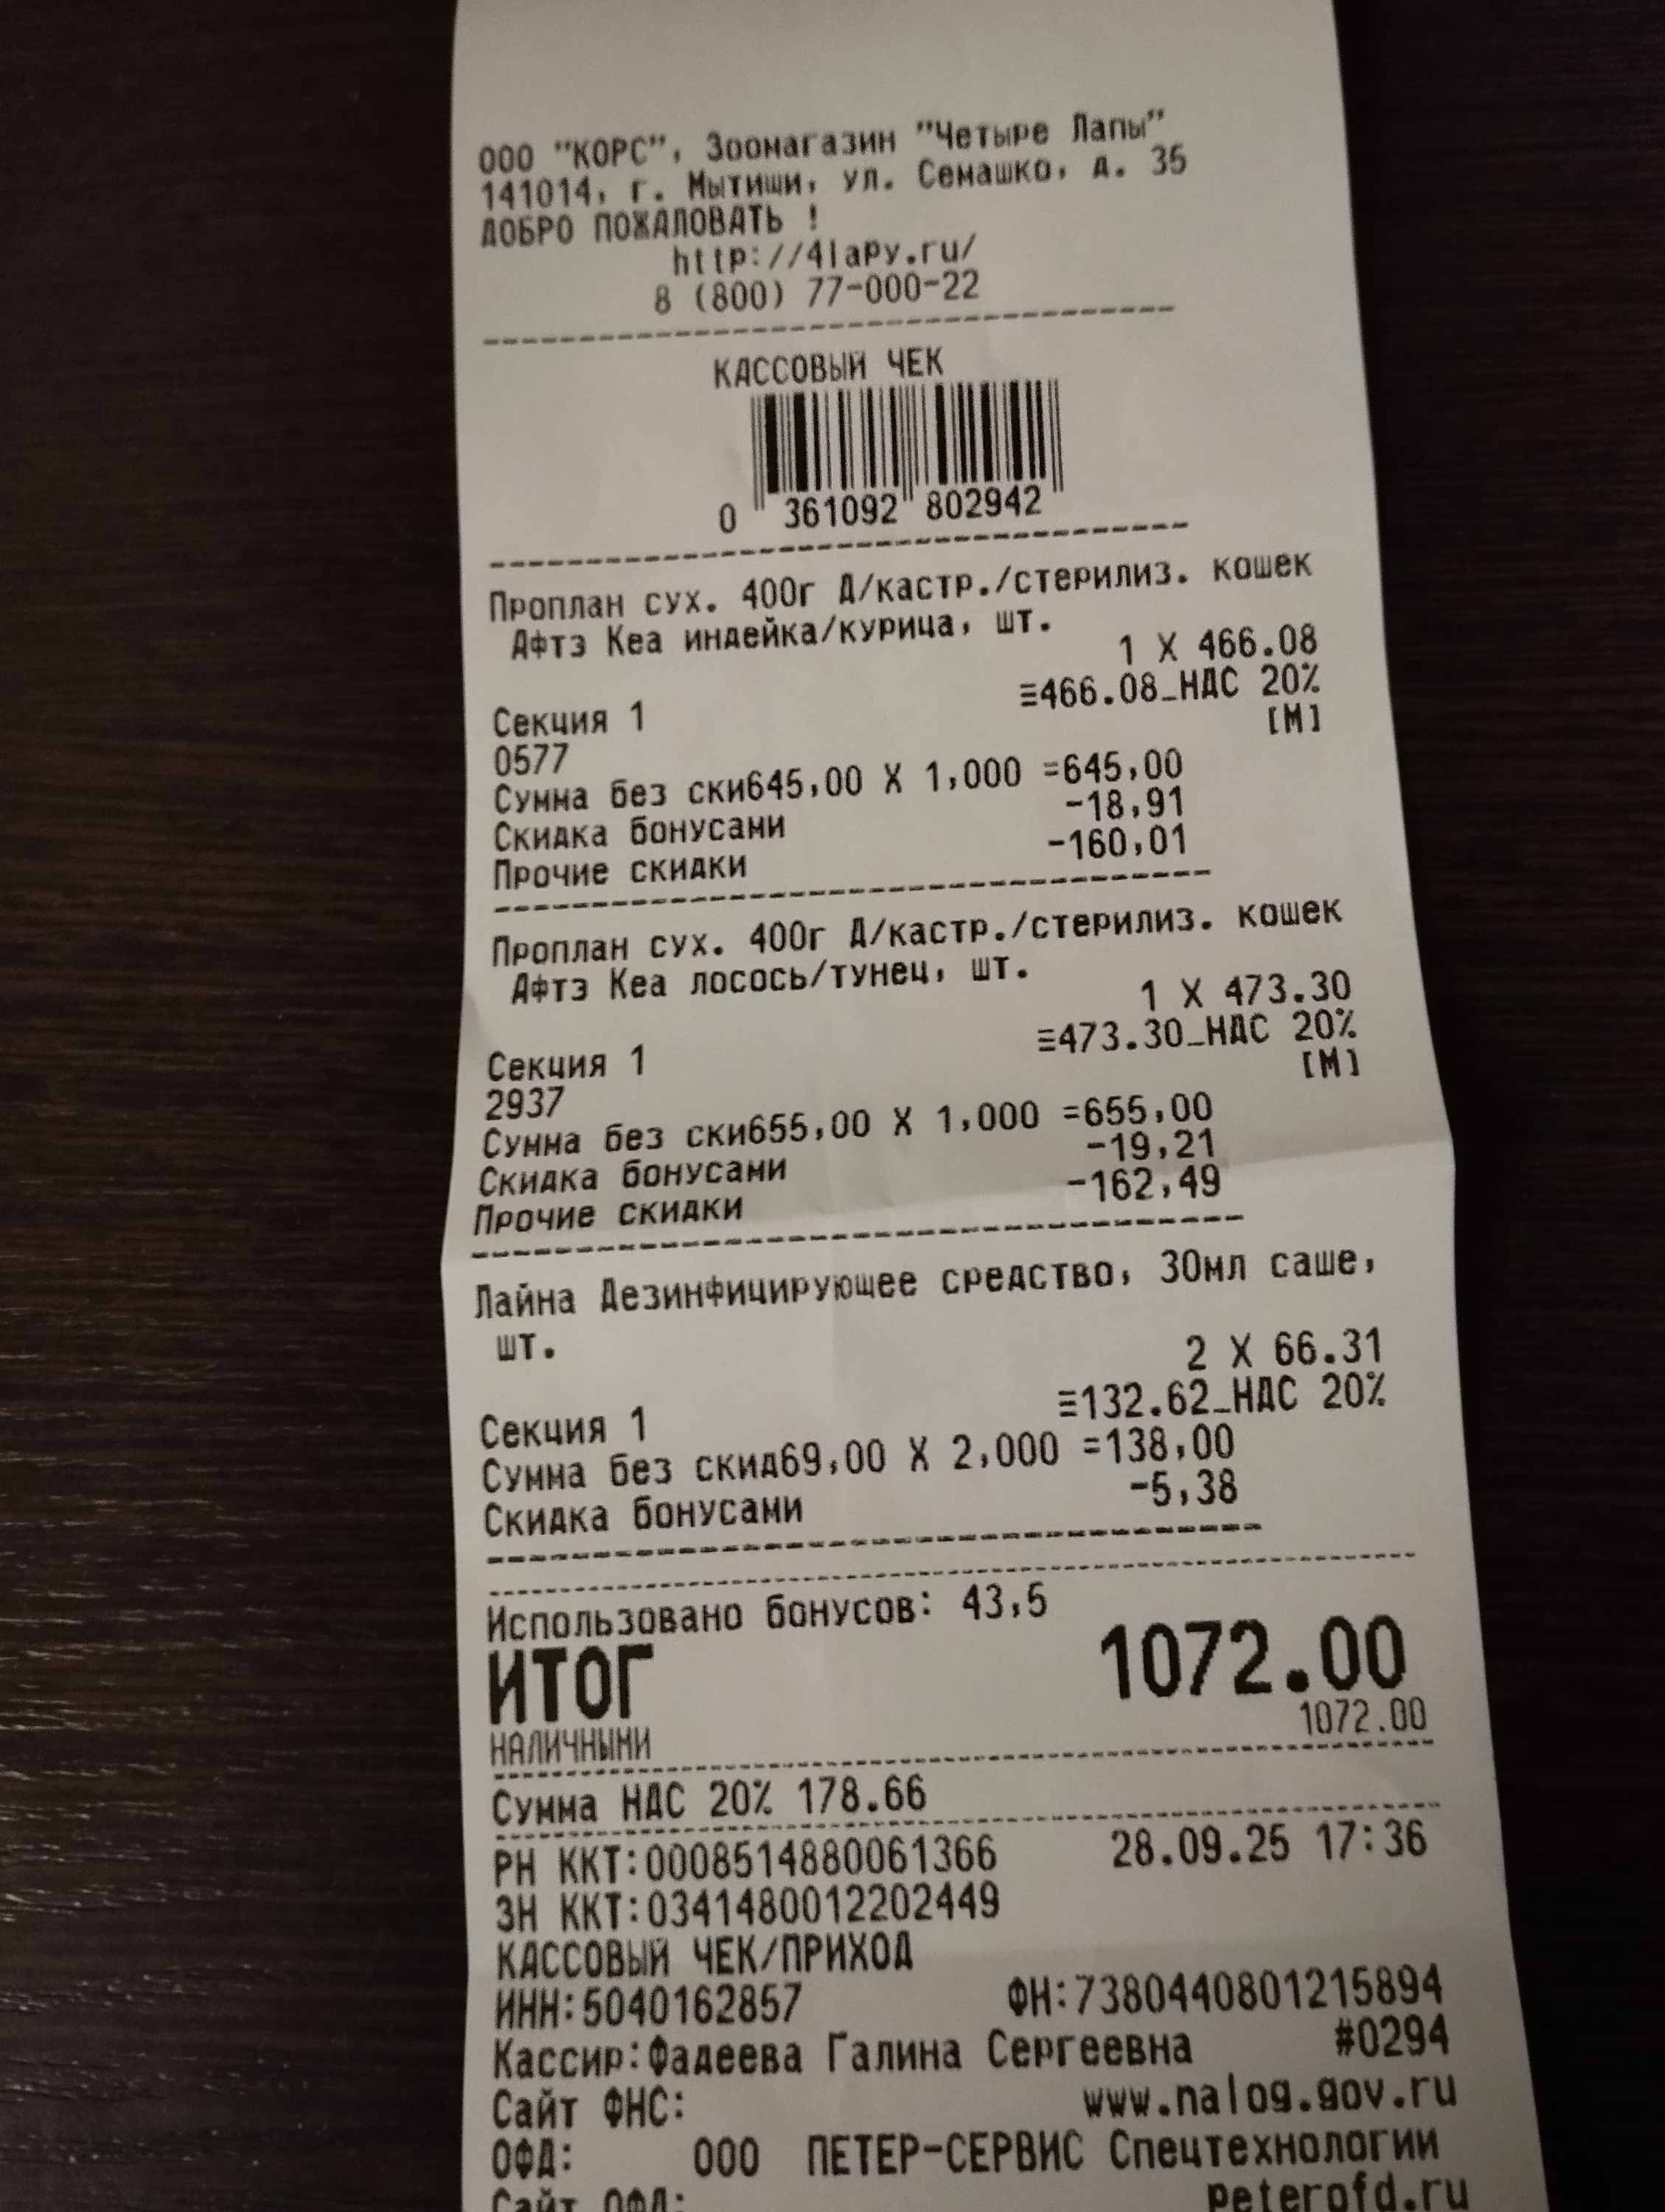 ООО "КОРС", Зоомагазин "Четыре Лапы"
141014, г. Мытищи, ул. Семашко, д. 35
ДОБРО ПОЖАЛОВАТЬ !
http://4lapy.ru/
8 (800) 77-000-22
КАССОВЫЙ ЧЕК
0 361092 802942
Проплан сух. 400г Д/кастр./стерилиз. кошек
Афтэ Кеа индейка/курица, шт.
1 X 466.08
Секция 1 ≡466.08_НДС 20%
0577 [М]
Сумма без ски645,00 X 1,000 =645,00
Скидка бонусами -18,91
Прочие скидки -160,01
Проплан сух. 400г Д/кастр./стерилиз. кошек
Афтэ Кеа лосось/тунец, шт.
1 X 473.30
Секция 1 ≡473.30_НДС 20%
2937 [М]
Сумма без ски655,00 X 1,000 =655,00
Скидка бонусами -19,21
Прочие скидки -162,49
Лайна Дезинфицирующее средство, 30мл саше,
шт.
2 X 66.31
Секция 1 ≡132.62_НДС 20%
Сумма без скид69,00 X 2,000 =138,00
Скидка бонусами -5,38
Использовано бонусов: 43,5
ИТОГ 1072.00
НАЛИЧНЫМИ 1072.00
Сумма НДС 20% 178.66
РН ККТ:0008514880061366 28.09.25 17:36
ЗН ККТ:0341480012202449
КАССОВЫЙ ЧЕК/ПРИХОД
ИНН:5040162857 ФН:7380440801215894
Кассир:Фадеева Галина Сергеевна #0294
Сайт ФНС: www.nalog.gov.ru
ОФД: ООО ПЕТЕР-СЕРВИС Спецтехнологии
Сайт ОФД: peterofd.ru